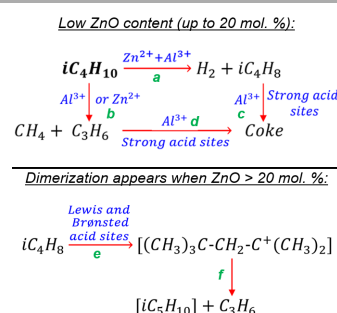 Low ZnO content (up to 20 mol. %):
Zn²⁺+Al³⁺
iC₄H₁₀ H₂ + iC₄H₈
a
Al³⁺ or Zn²⁺ Al³⁺ Strong acid
b c sites
Al³⁺ d
CH₄ + C₃H₆ Coke
Strong acid sites
Dimerization appears when ZnO > 20 mol. %:
Lewis and
Brønsted
acid sites
iC₄H₈ [(CH₃)₃C-CH₂-C⁺(CH₃)₂]
e
f
[iC₅H₁₀] + C₃H₆